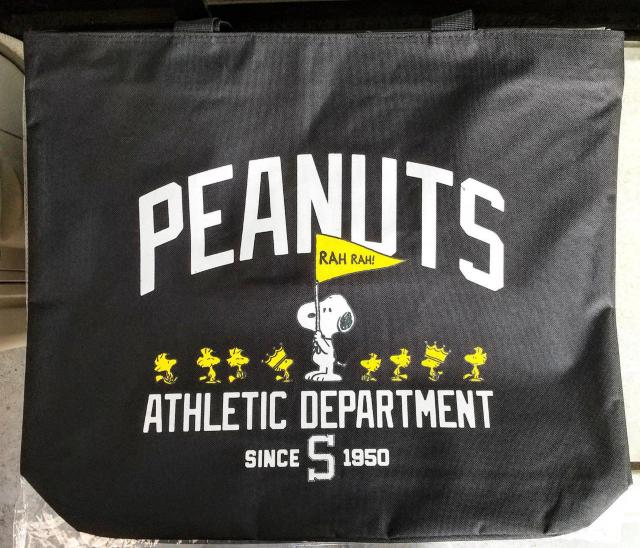 PEANUTS
RAH RAH!
ATHLETIC DEPARTMENT
SINCE S 1950